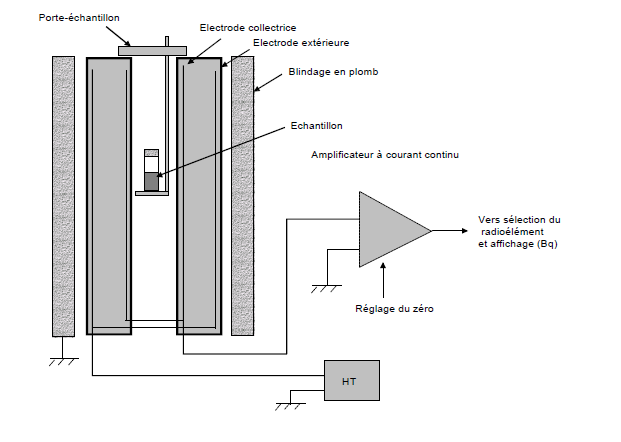 Porte-échantillon
Electrode collectrice
Electrode extérieure
Blindage en plomb
Echantillon
Amplificateur à courant continu
Vers sélection du
radioélément
et affichage (Bq)
Réglage du zéro
HT